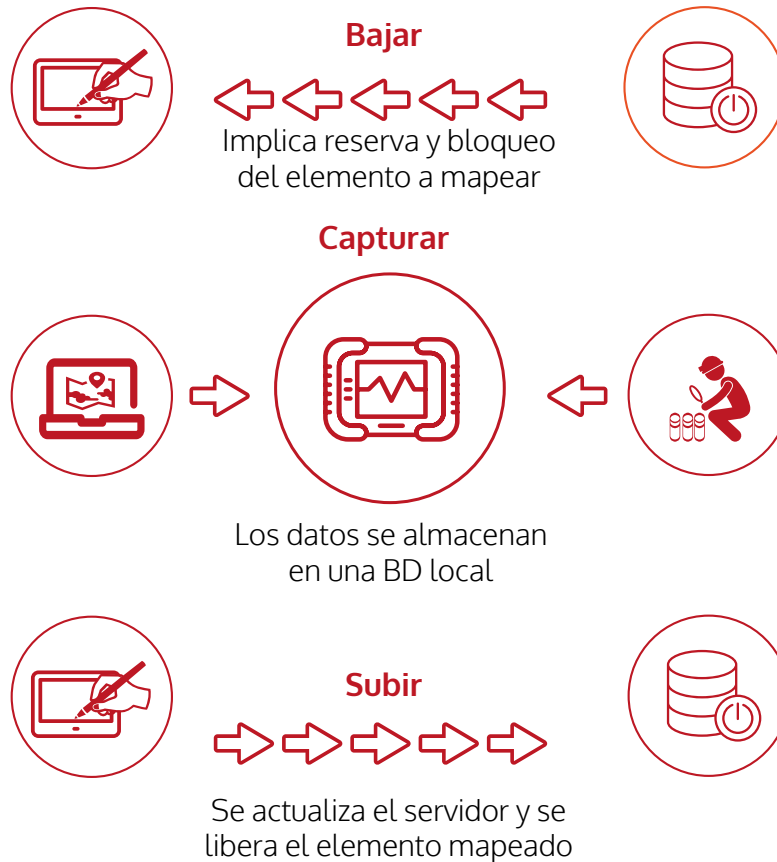 Bajar
Implica reserva y bloqueo
del elemento a mapear
Capturar
Los datos se almacenan
en una BD local
Subir
Se actualiza el servidor y se
libera el elemento mapeado